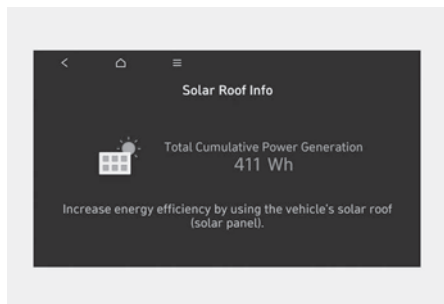 Solar Roof Info
Total Cumulative Power Generation
411 Wh
Increase energy efficiency by using the vehicle's solar roof
(solar panel).